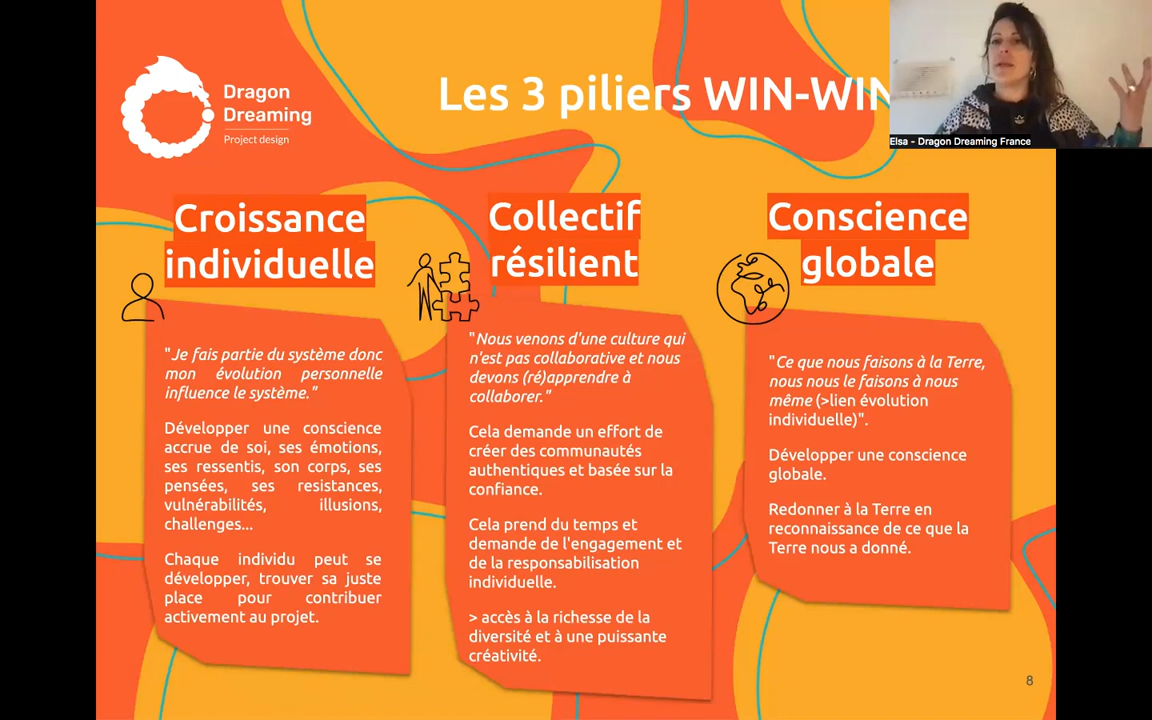 Dragon
Dreaming
Project design
Les 3 piliers WIN-WIN
Elsa - Dragon Dreaming France
Croissance
individuelle
"Je fais partie du système donc
mon évolution personnelle
influence le système."
Développer une conscience
accrue de soi, ses émotions,
ses ressentis, son corps, ses
pensées, ses resistances,
vulnérabilités, illusions,
challenges...
Chaque individu peut se
développer, trouver sa juste
place pour contribuer
activement au projet.
Collectif
résilient
"Nous venons d'une culture qui
n'est pas collaborative et nous
devons (ré)apprendre à
collaborer."
Cela demande un effort de
créer des communautés
authentiques et basée sur la
confiance.
Cela prend du temps et
demande de l'engagement et
de la responsabilisation
individuelle.
> accès à la richesse de la
diversité et à une puissante
créativité.
Conscience
globale
"Ce que nous faisons à la Terre,
nous nous le faisons à nous
même (>lien évolution
individuelle)".
Développer une conscience
globale.
Redonner à la Terre en
reconnaissance de ce que la
Terre nous a donné.
8